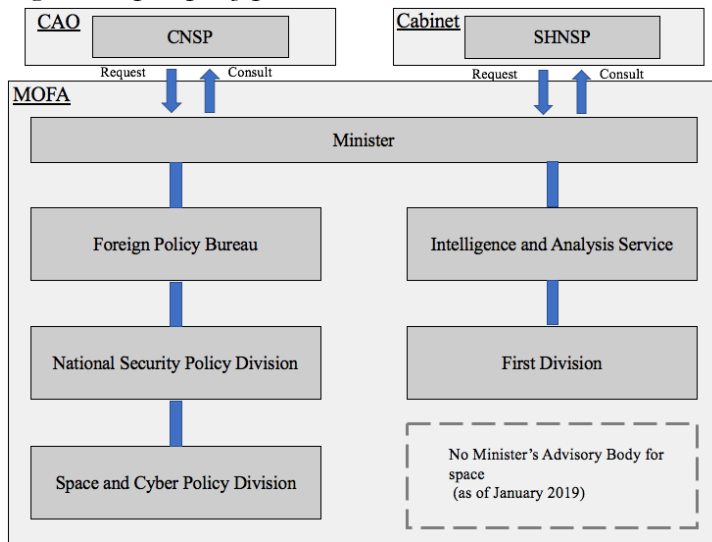 CAO
CNSP
Cabinet
SHNSP
Request
Consult
Request
Consult
MOFA
Minister
Foreign Policy Bureau
Intelligence and Analysis Service
National Security Policy Division
First Division
Space and Cyber Policy Division
No Minister's Advisory Body for
space
(as of January 2019)